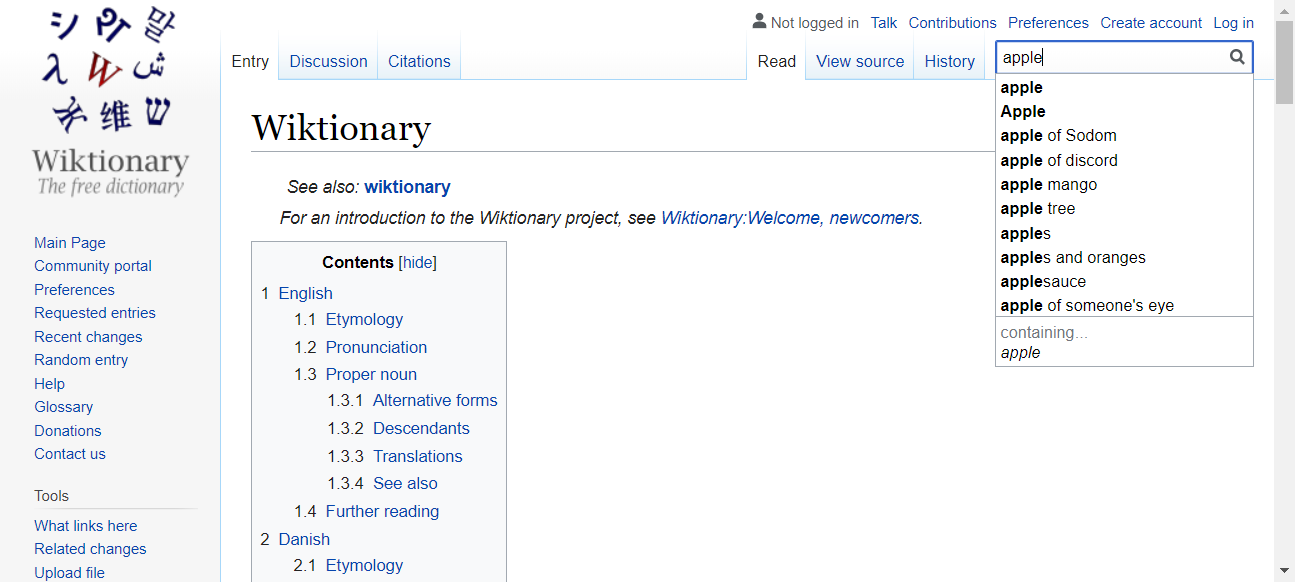 Not logged in Talk Contributions Preferences Create account Log in
Entry Discussion Citations Read View source History apple
シ Ψ 말
λ W ش
维 ש
Wiktionary
The free dictionary
Main Page
Community portal
Preferences
Requested entries
Recent changes
Random entry
Help
Glossary
Donations
Contact us
Tools
What links here
Related changes
Upload file
Wiktionary
See also: wiktionary
For an introduction to the Wiktionary project, see Wiktionary:Welcome, newcomers.
Contents [hide]
1 English
1.1 Etymology
1.2 Pronunciation
1.3 Proper noun
1.3.1 Alternative forms
1.3.2 Descendants
1.3.3 Translations
1.3.4 See also
1.4 Further reading
2 Danish
2.1 Etymology
apple
Apple
apple of Sodom
apple of discord
apple mango
apple tree
apples
apples and oranges
applesauce
apple of someone's eye
containing...
apple